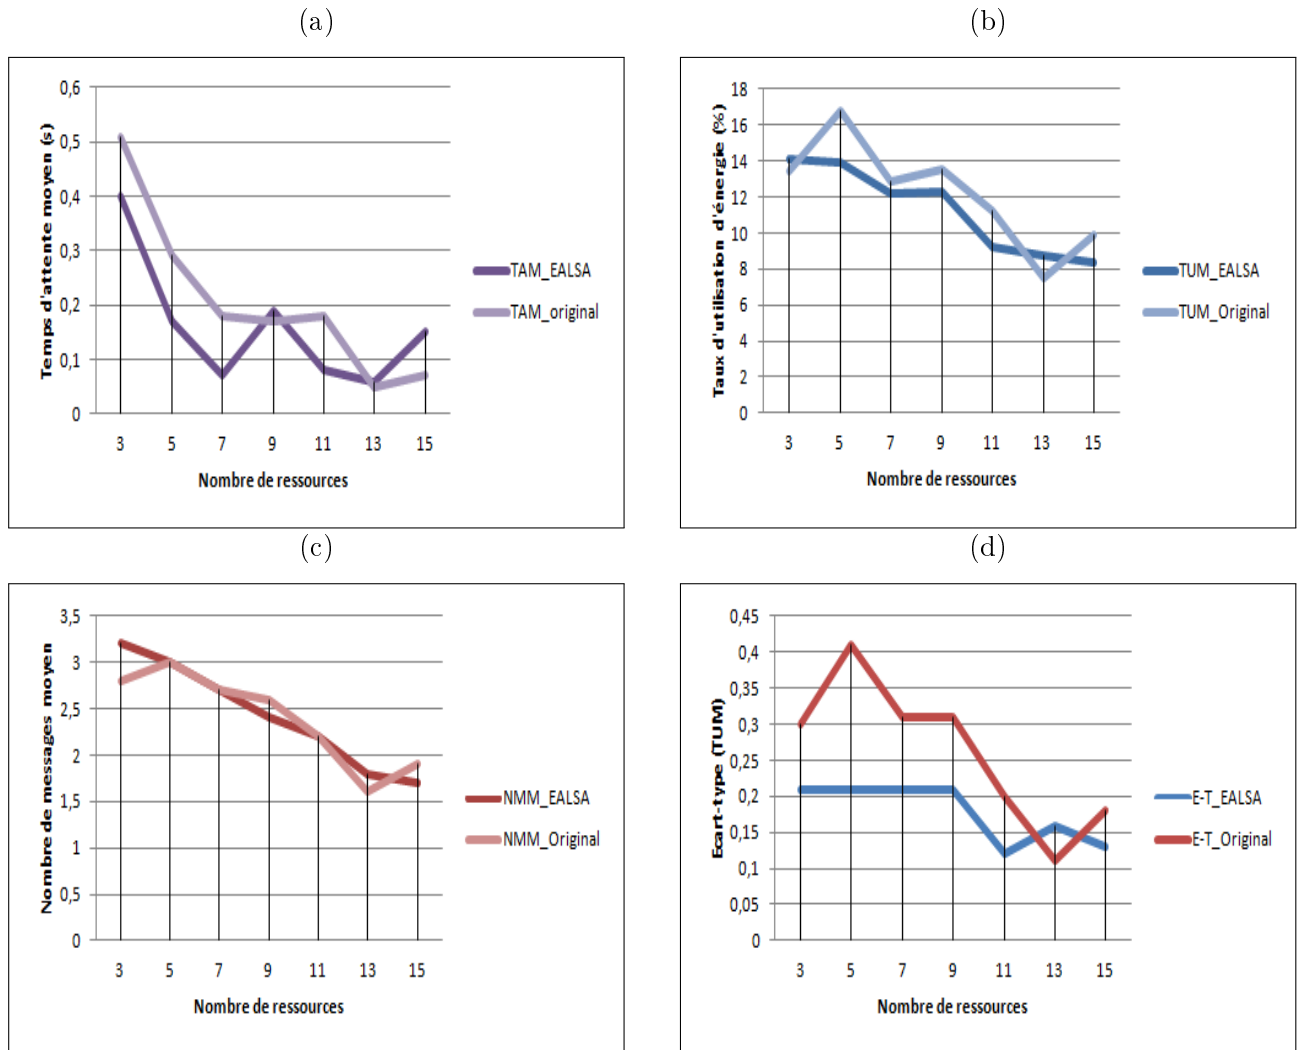 (a)
0,6
0,5
0,4
0,3
0,2
0,1
0
Temps d'attente moyen (s)
3 5 7 9 11 13 15
Nombre de ressources
TAM_EALSA
TAM_original
(b)
18
16
14
12
10
8
6
4
2
0
Taux d'utilisation d'énergie (%)
3 5 7 9 11 13 15
Nombre de ressources
TUM_EALSA
TUM_Original
(c)
3,5
3
2,5
2
1,5
1
0,5
0
Nombre de messages moyen
3 5 7 9 11 13 15
Nombre de ressources
NMM_EALSA
NMM_Original
(d)
0,45
0,4
0,35
0,3
0,25
0,2
0,15
0,1
0,05
0
Ecart-type (TUM)
3 5 7 9 11 13 15
Nombre de ressources
E-T_EALSA
E-T_Original